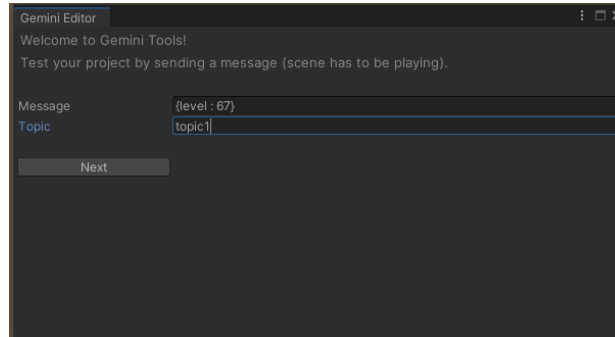 Gemini Editor
Welcome to Gemini Tools!
Test your project by sending a message (scene has to be playing).
Message {level : 67}
Topic topic1
Next